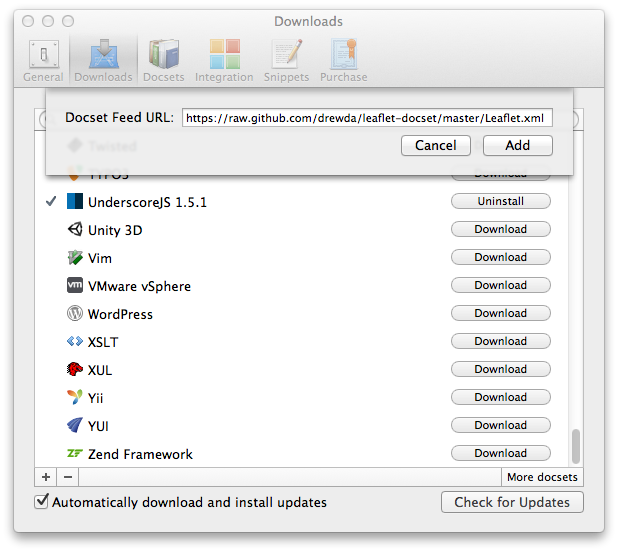 Downloads
General
Downloads
Docsets
Integration
Snippets
Purchase
Docset Feed URL: https://raw.github.com/drewda/leaflet-docset/master/Leaflet.xml
Cancel
Add
Twisted
TYPO3
Download
UnderscoreJS 1.5.1
Uninstall
Unity 3D
Download
Vim
Download
VMware vSphere
Download
WordPress
Download
XSLT
Download
XUL
Download
Yii
Download
YUI
Download
Zend Framework
Download
+ −
More docsets
Automatically download and install updates
Check for Updates